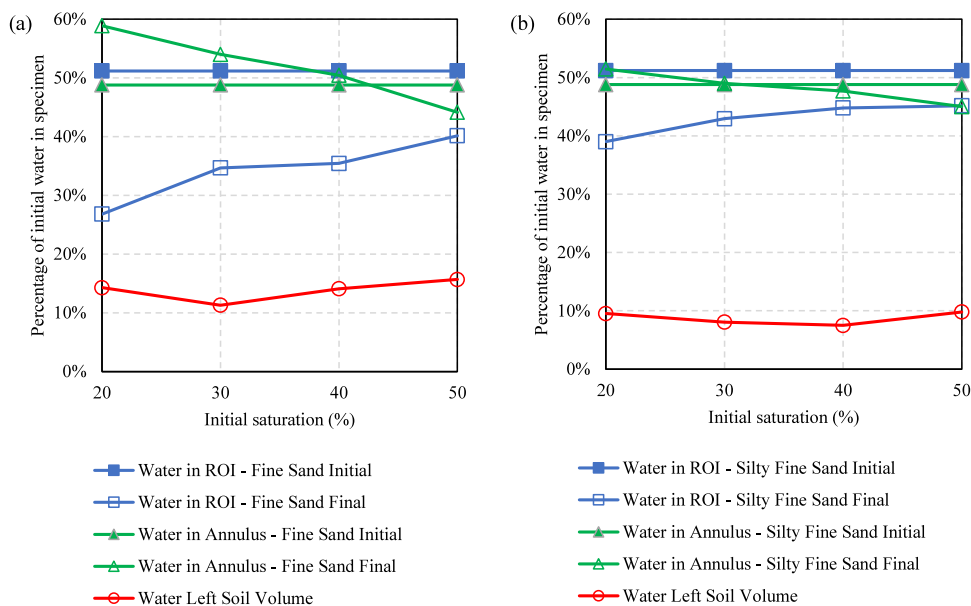 (a)
Percentage of initial water in specimen
60%
50%
40%
30%
20%
10%
0%
20
30
40
50
Initial saturation (%)
Water in ROI - Fine Sand Initial
Water in ROI - Fine Sand Final
Water in Annulus - Fine Sand Initial
Water in Annulus - Fine Sand Final
Water Left Soil Volume
(b)
Percentage of initial water in specimen
60%
50%
40%
30%
20%
10%
0%
20
30
40
50
Initial saturation (%)
Water in ROI - Silty Fine Sand Initial
Water in ROI - Silty Fine Sand Final
Water in Annulus - Silty Fine Sand Initial
Water in Annulus - Silty Fine Sand Final
Water Left Soil Volume